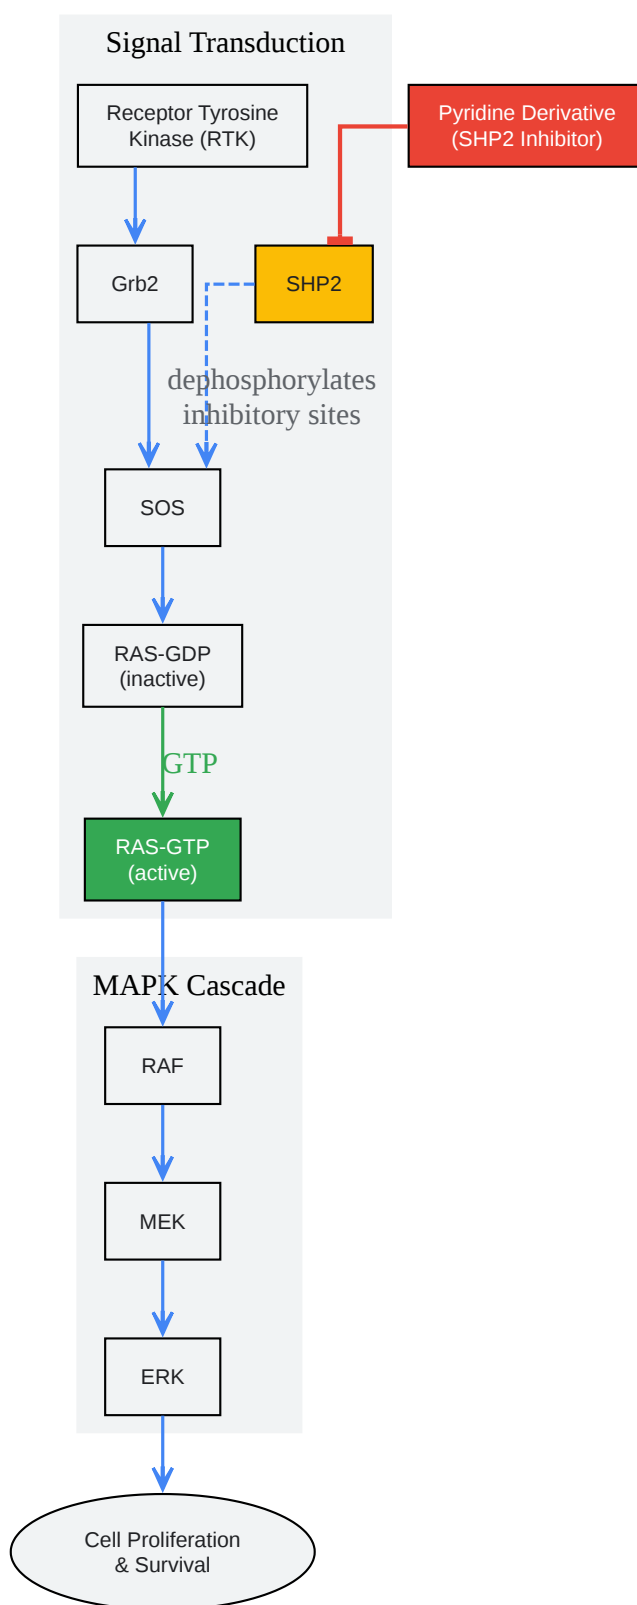 Signal Transduction
Receptor Tyrosine
Kinase (RTK)
Pyridine Derivative
(SHP2 Inhibitor)
Grb2
SHP2
dephosphorylates
inhibitory sites
SOS
RAS-GDP
(inactive)
GTP
RAS-GTP
(active)
MAPK Cascade
RAF
MEK
ERK
Cell Proliferation
& Survival